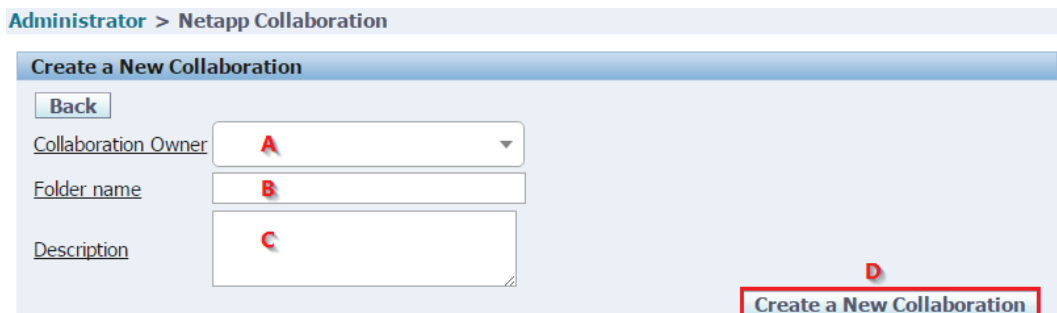 Administrator > Netapp Collaboration
Create a New Collaboration
Back
Collaboration Owner A
Folder name B
Description C
D
Create a New Collaboration